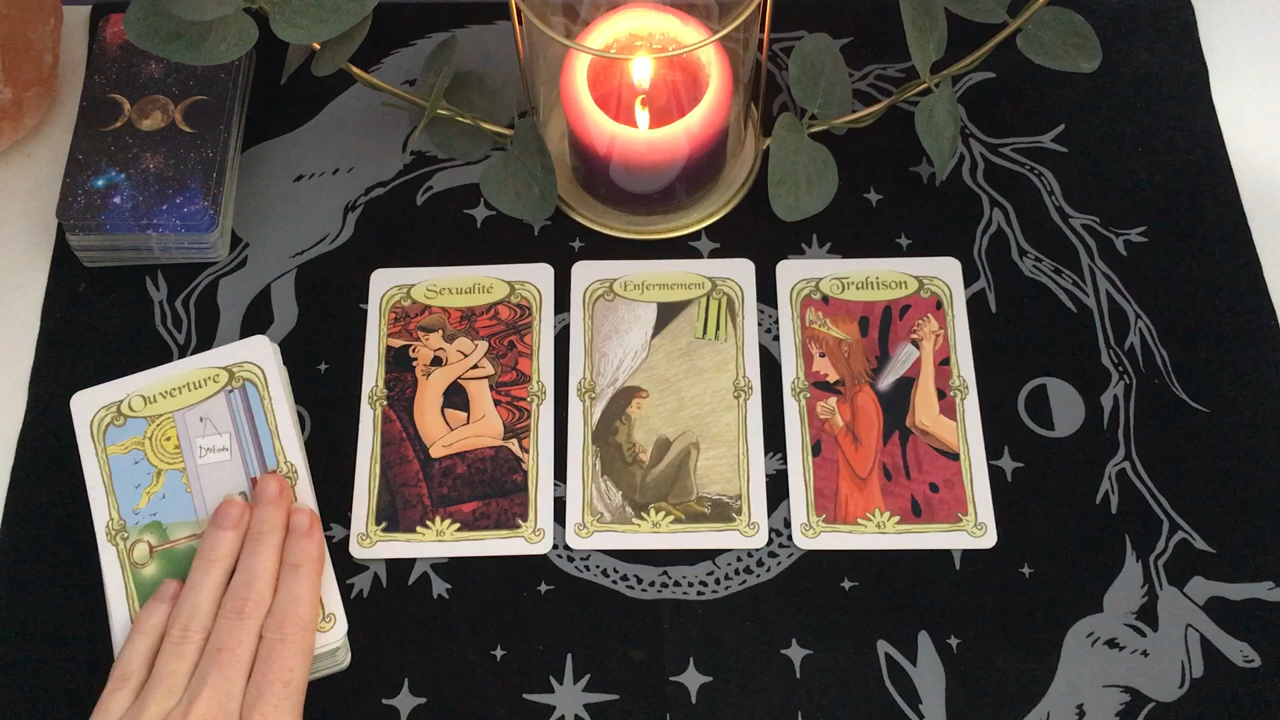 Sexualité
Enfermement
Trahison
Ouverture
16
36
43